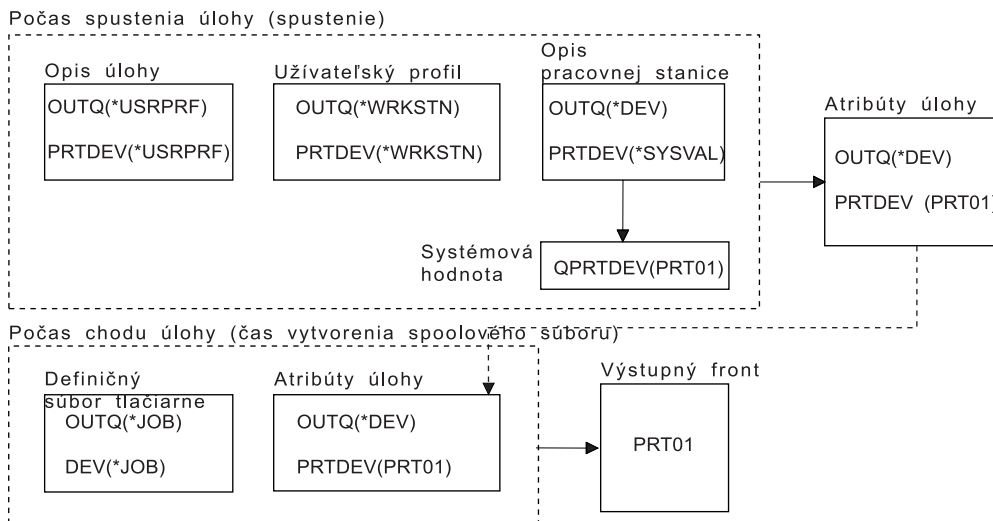 Počas spustenia úlohy (spustenie)
Opis úlohy
OUTQ(*USRPRF)
PRTDEV(*USRPRF)
Užívateľský profil
OUTQ(*WRKSTN)
PRTDEV(*WRKSTN)
Opis
pracovnej stanice
OUTQ(*DEV)
PRTDEV(*SYSVAL)
Systémová
hodnota
QPRTDEV(PRT01)
Atribúty úlohy
OUTQ(*DEV)
PRTDEV (PRT01)
Počas chodu úlohy (čas vytvorenia spoolového súboru)
Definičný
súbor tlačiarne
OUTQ(*JOB)
DEV(*JOB)
Atribúty úlohy
OUTQ(*DEV)
PRTDEV(PRT01)
Výstupný front
PRT01